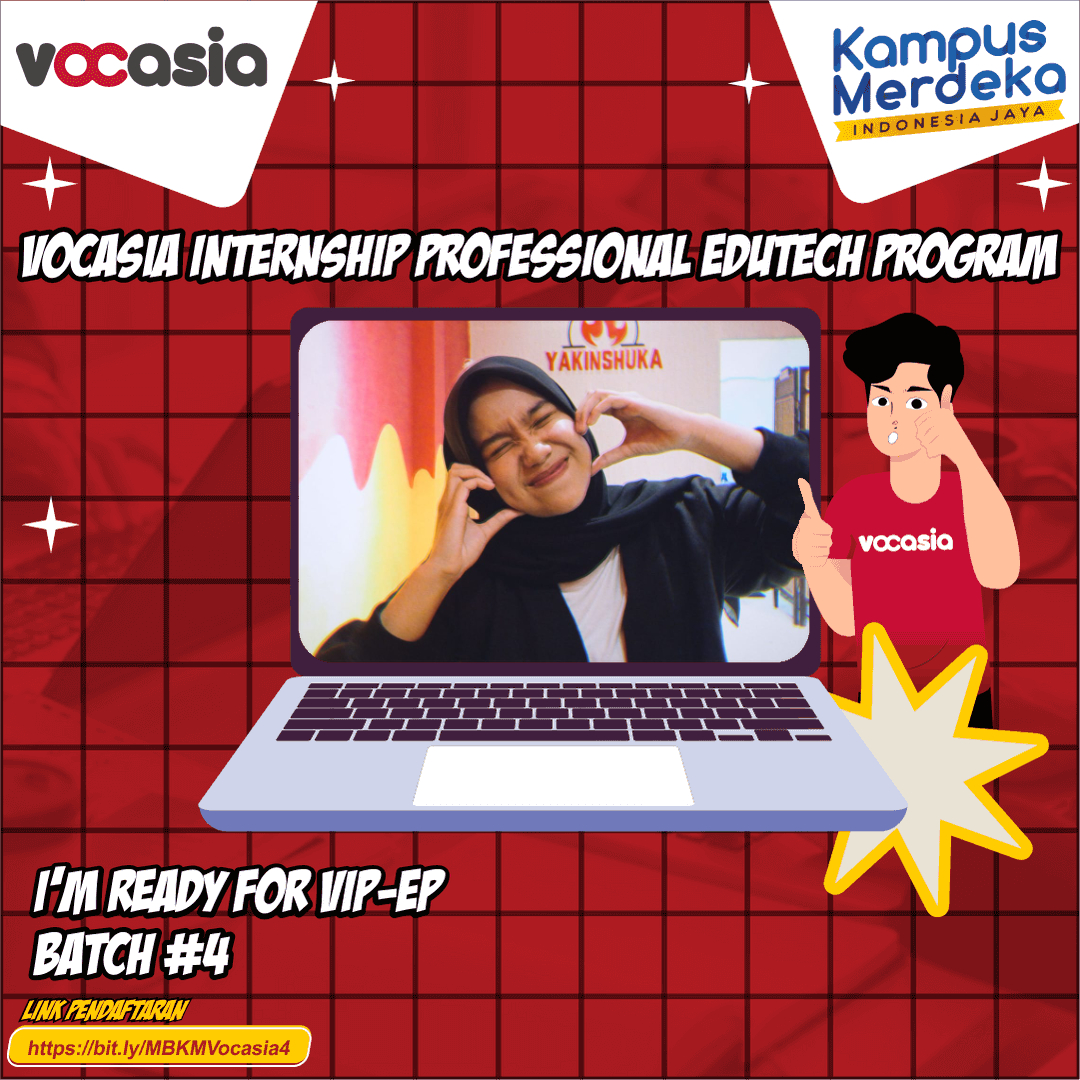 vocasia
Kampus
Merdeka
INDONESIA JAYA
VOCASIA INTERNSHIP PROFESSIONAL EDUTECH PROGRAM
YAKINSHUKA
vocasia
I'M READY FOR VIP-EP
BATCH #4
LINK PENDAFTARAN
https://bit.ly/MBKMVocasia4